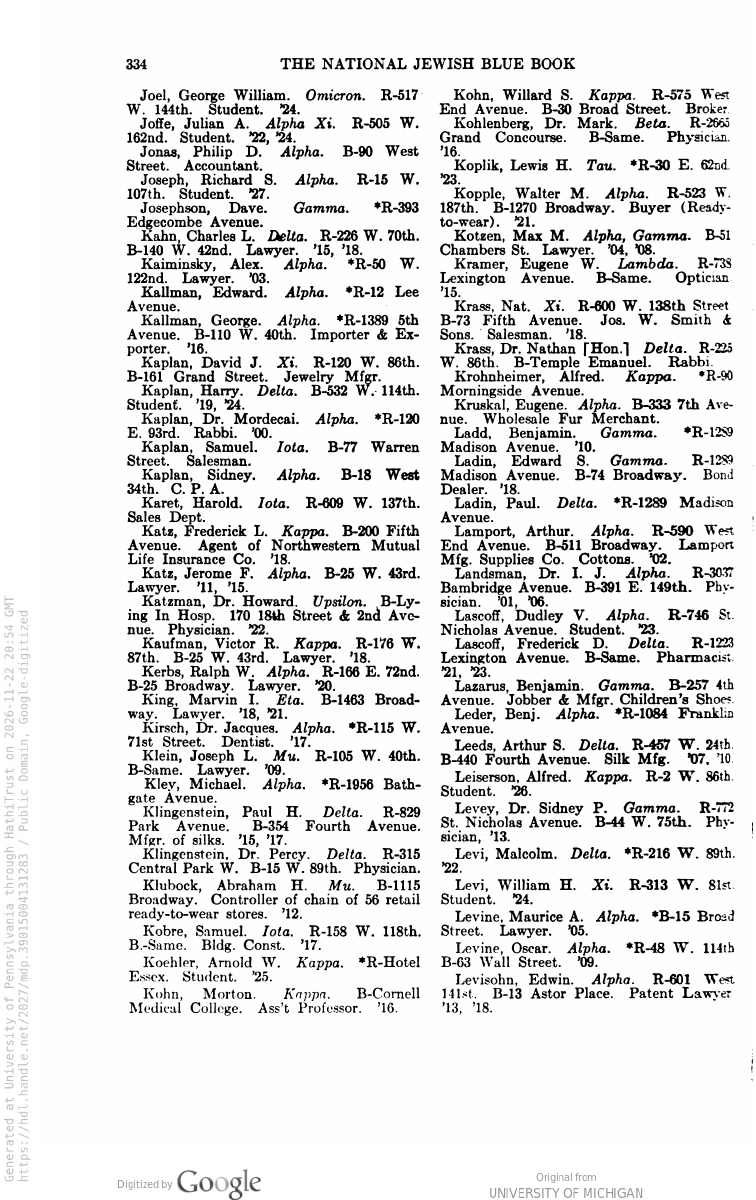 334 THE NATIONAL JEWISH BLUE BOOK
Joel, George William. Omicron. R-517
W. 144th. Student. '24.
Joffe, Julian A. Alpha Xi. R-505 W.
162nd. Student. '22, '24.
Jonas, Philip D. Alpha. B-90 West
Street. Accountant.
Joseph, Richard S. Alpha. R-15 W.
107th. Student. '27.
Josephson, Dave. Gamma. *R-393
Edgecombe Avenue.
Kahn, Charles L. Delta. R-226 W. 70th.
B-140 W. 42nd. Lawyer. '15, '18.
Kaiminsky, Alex. Alpha. *R-50 W.
122nd. Lawyer. '03.
Kallman, Edward. Alpha. *R-12 Lee
Avenue.
Kallman, George. Alpha. *R-1389 5th
Avenue. B-110 W. 40th. Importer & Ex-
porter. '16.
Kaplan, David J. Xi. R-120 W. 86th.
B-161 Grand Street. Jewelry Mfgr.
Kaplan, Harry. Delta. B-532 W. 114th.
Student. '19, '24.
Kaplan, Dr. Mordecai. Alpha. *R-120
E. 93rd. Rabbi. '00.
Kaplan, Samuel. Iota. B-77 Warren
Street. Salesman.
Kaplan, Sidney. Alpha. B-18 West
34th. C. P. A.
Karet, Harold. Iota. R-609 W. 137th.
Sales Dept.
Katz, Frederick L. Kappa. B-200 Fifth
Avenue. Agent of Northwestern Mutual
Life Insurance Co. '18.
Katz, Jerome F. Alpha. B-25 W. 43rd.
Lawyer. '11, '15.
Katzman, Dr. Howard. Upsilon. B-Ly-
ing In Hosp. 170 18th Street & 2nd Ave-
nue. Physician. '22.
Kaufman, Victor R. Kappa. R-176 W.
87th. B-25 W. 43rd. Lawyer. '18.
Kerbs, Ralph W. Alpha. R-166 E. 72nd.
B-25 Broadway. Lawyer. '20.
King, Marvin I. Eta. B-1463 Broad-
way. Lawyer. '18, '21.
Kirsch, Dr. Jacques. Alpha. *R-115 W.
71st Street. Dentist. '17.
Klein, Joseph L. Mu. R-105 W. 40th.
B-Same. Lawyer. '09.
Kley, Michael. Alpha. *R-1956 Bath-
gate Avenue.
Klingenstein, Paul H. Delta. R-829
Park Avenue. B-354 Fourth Avenue.
Mfgr. of silks. '15, '17.
Klingenstein, Dr. Percy. Delta. R-315
Central Park W. B-15 W. 89th. Physician.
Klubock, Abraham H. Mu. B-1115
Broadway. Controller of chain of 56 retail
ready-to-wear stores. '12.
Kobre, Samuel. Iota. R-158 W. 118th.
B.-Same. Bldg. Const. '17.
Koehler, Arnold W. Kappa. *R-Hotel
Essex. Student. '25.
Kohn, Morton. Kappa. B-Cornell
Medical College. Ass't Professor. '16.
Kohn, Willard S. Kappa. R-575 West
End Avenue. B-30 Broad Street. Broker.
Kohlenberg, Dr. Mark. Beta. R-2665
Grand Concourse. B-Same. Physician.
'16.
Koplik, Lewis H. Tau. *R-30 E. 62nd.
'23.
Kopple, Walter M. Alpha. R-523 W.
187th. B-1270 Broadway. Buyer (Ready-
to-wear). '21.
Kotzen, Max M. Alpha, Gamma. B-51
Chambers St. Lawyer. '04, '08.
Kramer, Eugene W. Lambda. R-738
Lexington Avenue. B-Same. Optician
'15.
Krass, Nat. Xi. R-600 W. 138th Street
B-73 Fifth Avenue. Jos. W. Smith &
Sons. Salesman. '18.
Krass, Dr. Nathan [Hon.] Delta. R-225
W. 86th. B-Temple Emanuel. Rabbi.
Krohnheimer, Alfred. Kappa. *R-90
Morningside Avenue.
Kruskal, Eugene. Alpha. B-333 7th Ave-
nue. Wholesale Fur Merchant.
Ladd, Benjamin. Gamma. *R-1289
Madison Avenue. '10.
Ladin, Edward S. Gamma. R-1289
Madison Avenue. B-74 Broadway. Bond
Dealer. '18.
Ladin, Paul. Delta. *R-1289 Madison
Avenue.
Lamport, Arthur. Alpha. R-590 West
End Avenue. B-511 Broadway. Lamport
Mfg. Supplies Co. Cottons. '02.
Landsman, Dr. I. J. Alpha. R-3037
Bambridge Avenue. B-391 E. 149th. Phy-
sician. '01, '06.
Lascoff, Dudley V. Alpha. R-746 St.
Nicholas Avenue. Student. '23.
Lascoff, Frederick D. Delta. R-1223
Lexington Avenue. B-Same. Pharmacist.
'21, '23.
Lazarus, Benjamin. Gamma. B-257 4th
Avenue. Jobber & Mfgr. Children's Shoes.
Leder, Benj. Alpha. *R-1084 Franklin
Avenue.
Leeds, Arthur S. Delta. R-457 W. 24th.
B-440 Fourth Avenue. Silk Mfg. '07, '10.
Leiserson, Alfred. Kappa. R-2 W. 86th.
Student. '26.
Levey, Dr. Sidney P. Gamma. R-772
St. Nicholas Avenue. B-44 W. 75th. Phy-
sician, '13.
Levi, Malcolm. Delta. *R-216 W. 89th.
'22.
Levi, William H. Xi. R-313 W. 81st.
Student. '24.
Levine, Maurice A. Alpha. *B-15 Broad
Street. Lawyer. '05.
Levine, Oscar. Alpha. *R-48 W. 114th
B-63 Wall Street. '09.
Levisohn, Edwin. Alpha. R-601 West
141st. B-13 Astor Place. Patent Lawyer
'13, '18.
Generated at University of Pennsylvania through HathiTrust on 2026-11-22 20:54 GMT
https://hdl.handle.net/2027/mdp.39015004131283 / Public Domain, Google-digitized
Digitized by Google
Original from
UNIVERSITY OF MICHIGAN